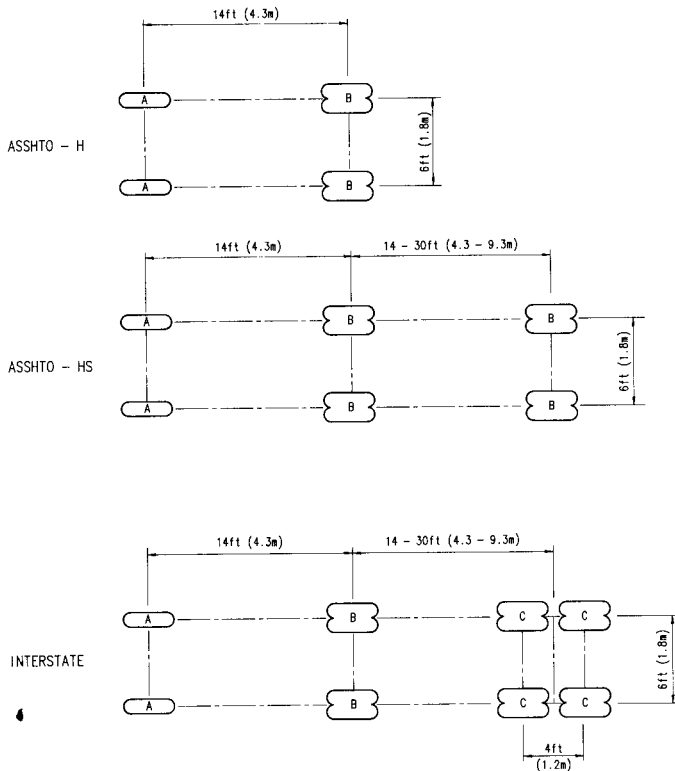 14ft (4.3m)
A B
6ft (1.8m)
ASSHTO - H
A B
14ft (4.3m) 14 - 30ft (4.3 - 9.3m)
A B B
6ft (1.8m)
ASSHTO - HS
A B B
14ft (4.3m) 14 - 30ft (4.3 - 9.3m)
A B C C
6ft (1.8m)
INTERSTATE
A B C C
4ft
(1.2m)